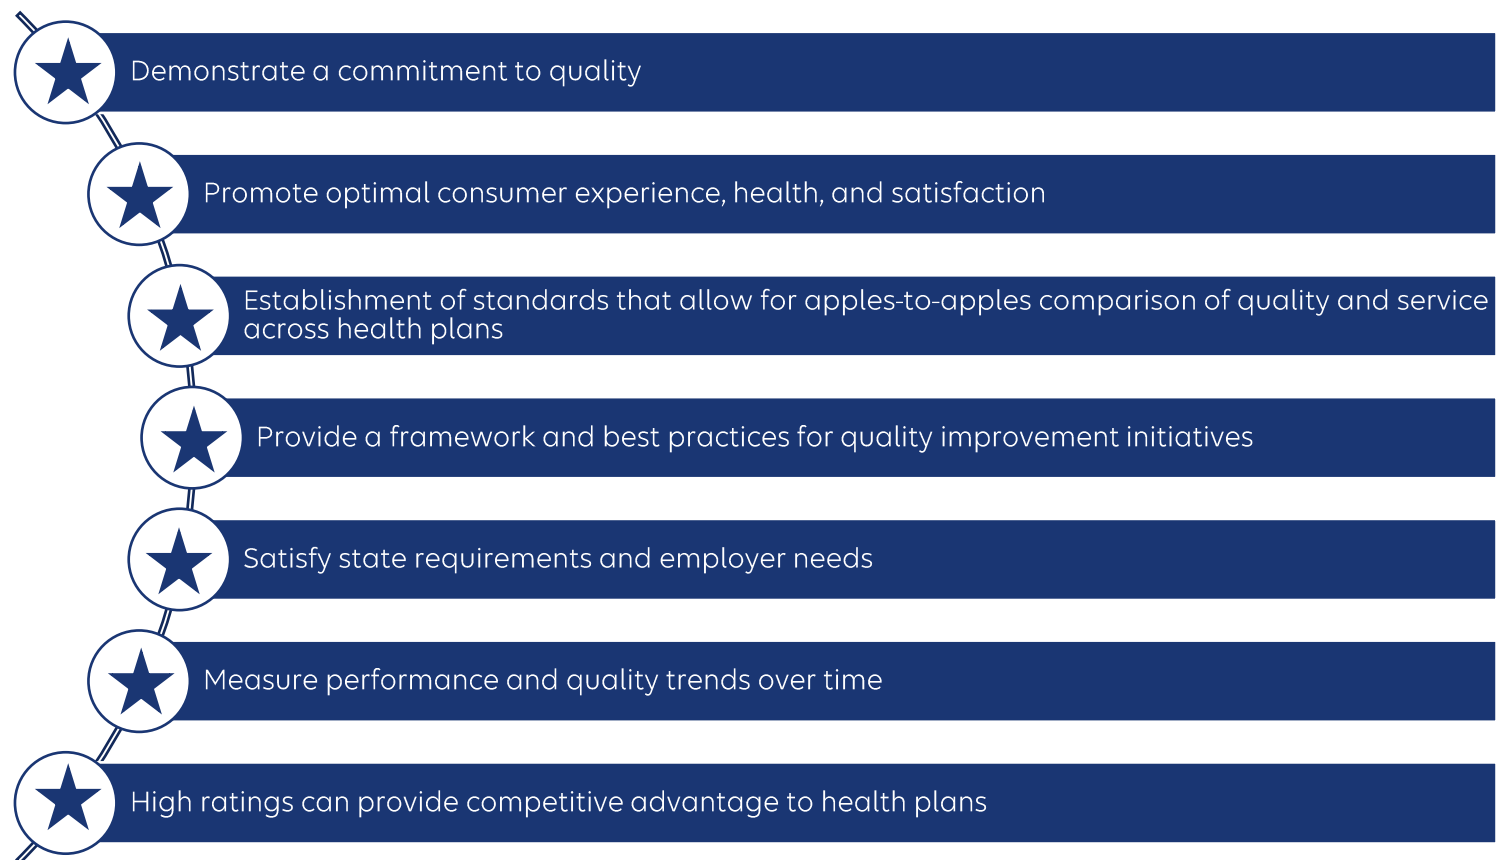 Demonstrate a commitment to quality
Promote optimal consumer experience, health, and satisfaction
Establishment of standards that allow for apples-to-apples comparison of quality and service
across health plans
Provide a framework and best practices for quality improvement initiatives
Satisfy state requirements and employer needs
Measure performance and quality trends over time
High ratings can provide competitive advantage to health plans